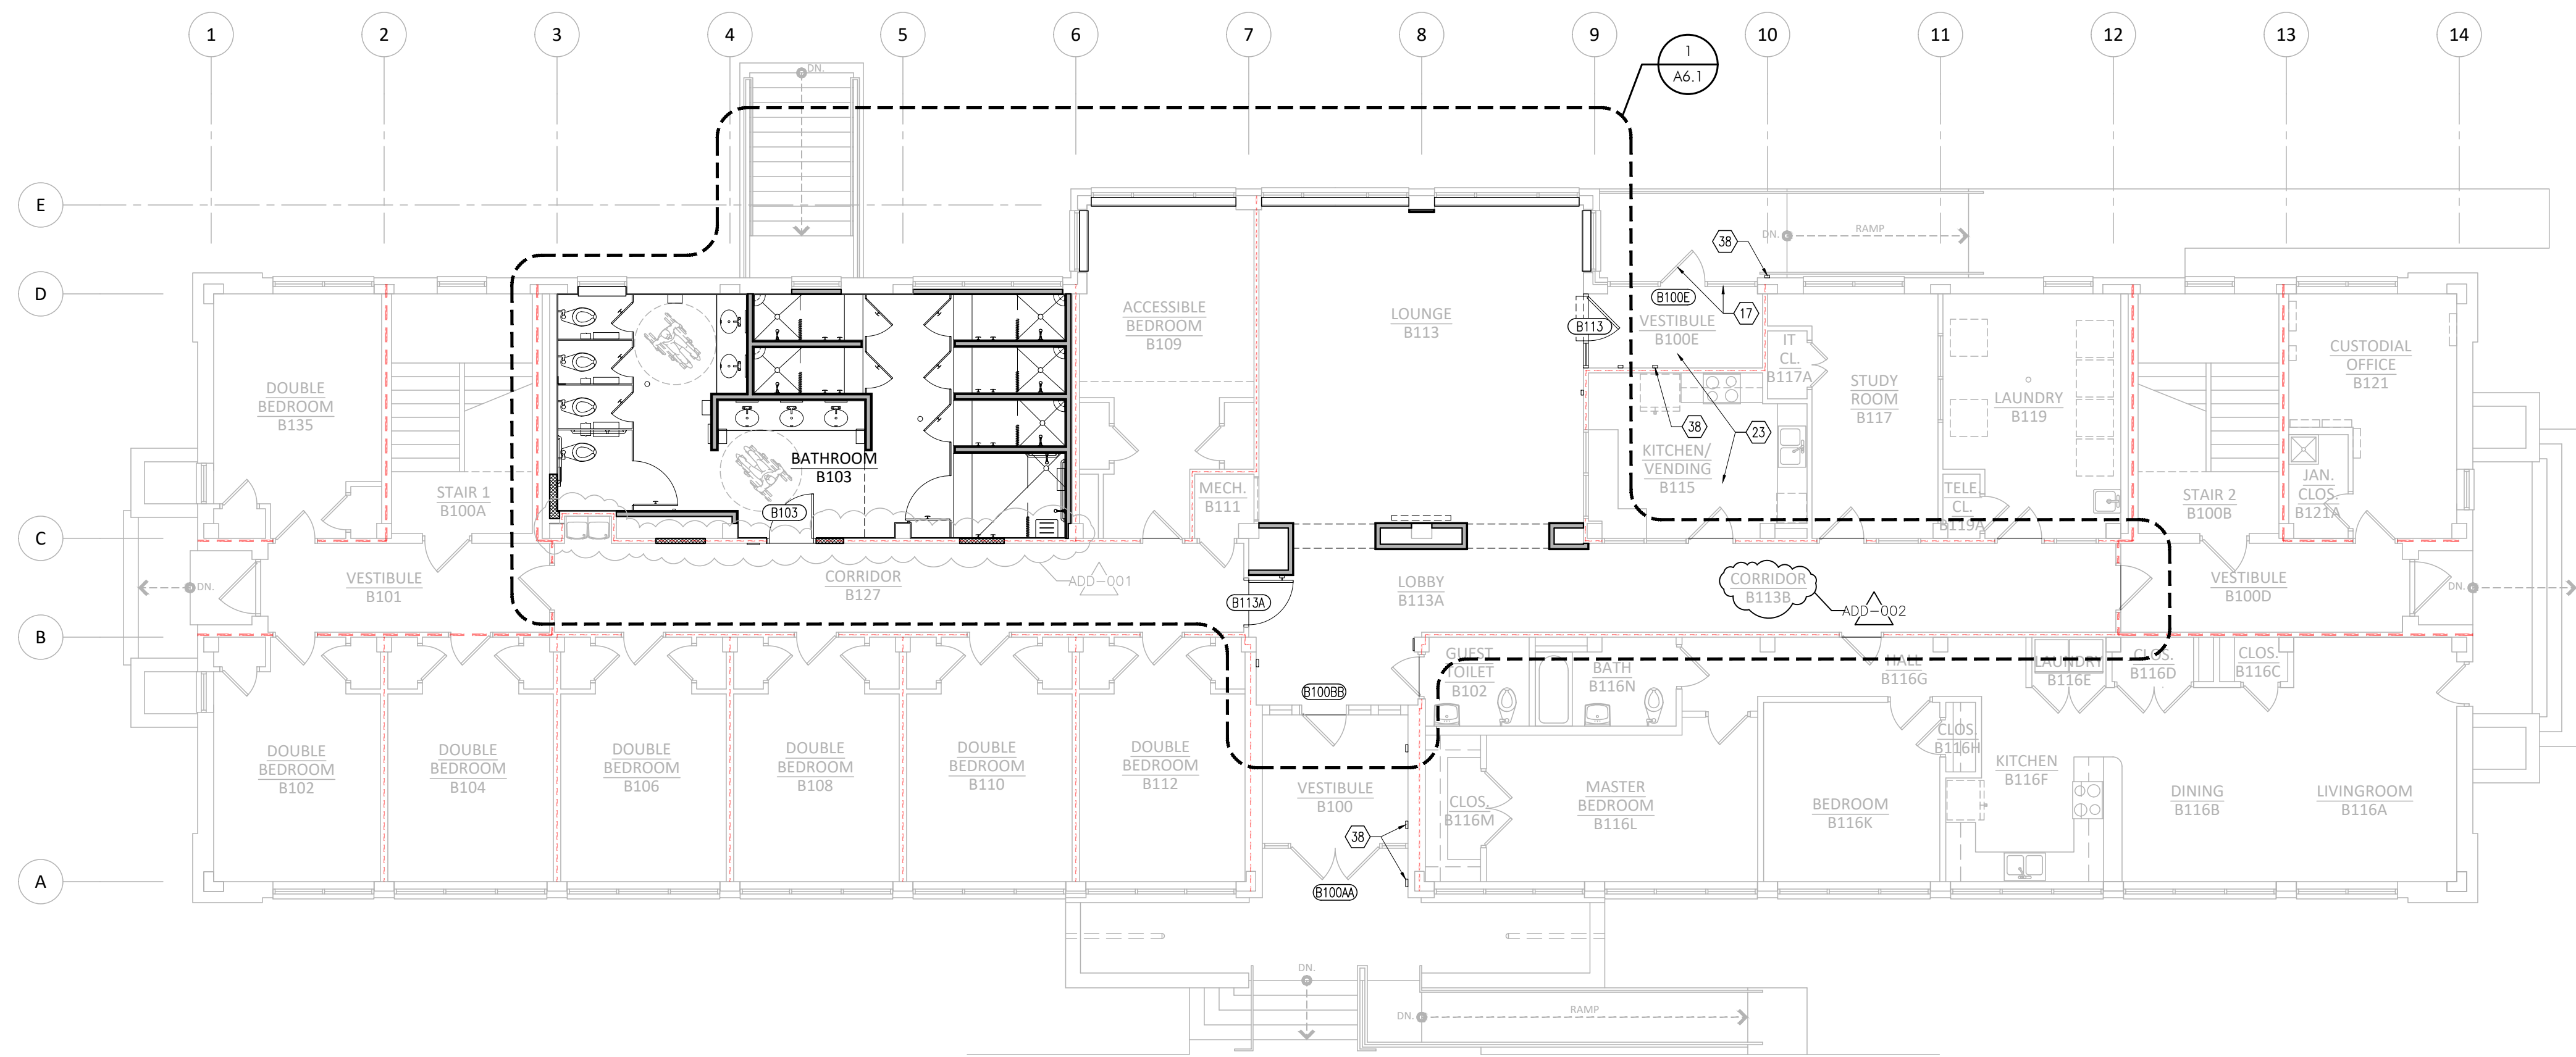 1
2
3
4
5
6
7
8
9
10
11
12
13
14
1
A6.1
DN.
E
D
C
B
A
DN.
RAMP
38
B100E
17
VESTIBULE
B100E
B113
ACCESSIBLE
BEDROOM
B109
LOUNGE
B113
IT
CL.
B117A
STUDY
ROOM
B117
LAUNDRY
B119
CUSTODIAL
OFFICE
B121
DOUBLE
BEDROOM
B135
38
23
KITCHEN/
VENDING
B115
BATHROOM
B103
STAIR 1
B100A
MECH.
B111
TELE.
CL.
B119A
STAIR 2
B100B
JAN.
CLOS.
B121A
B103
DN.
VESTIBULE
B101
CORRIDOR
B127
ADD-001
B113A
LOBBY
B113A
CORRIDOR
B113B
ADD-002
VESTIBULE
B100D
DN.
GUEST
TOILET
B102
BATH
B116N
HALL
B116G
LAUNDRY
B116E
CLOS.
B116D
CLOS.
B116C
B100BB
DOUBLE
BEDROOM
B102
DOUBLE
BEDROOM
B104
DOUBLE
BEDROOM
B106
DOUBLE
BEDROOM
B108
DOUBLE
BEDROOM
B110
DOUBLE
BEDROOM
B112
VESTIBULE
B100
38
B100AA
CLOS.
B116M
MASTER
BEDROOM
B116L
BEDROOM
B116K
CLOS.
B116H
KITCHEN
B116F
DINING
B116B
LIVINGROOM
B116A
DN.
DN.
RAMP